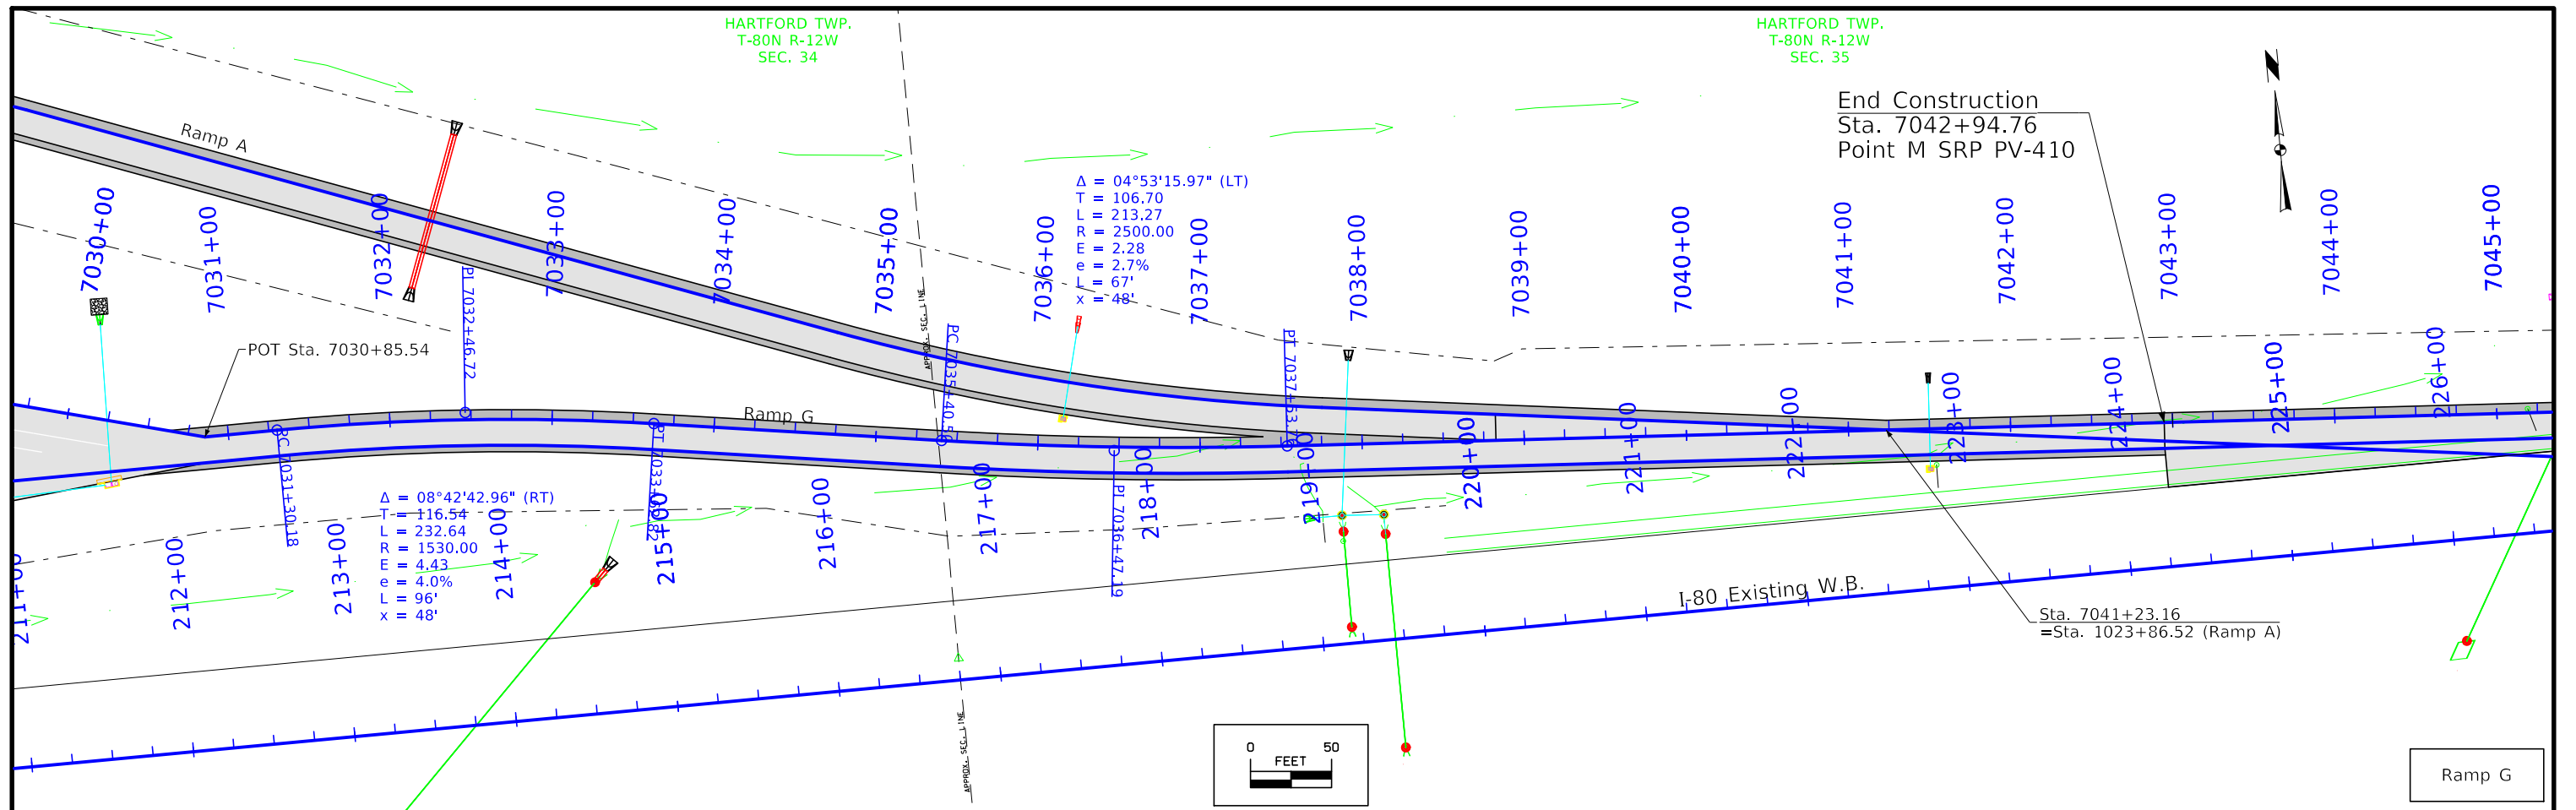 HARTFORD TWP.
T-80N R-12W
SEC. 34
HARTFORD TWP.
T-80N R-12W
SEC. 35
End Construction
Sta. 7042+94.76
Point M SRP PV-410
Ramp A
Δ = 04°53'15.97" (LT)
T = 106.70
L = 213.27
R = 2500.00
E = 2.28
e = 2.7%
L = 67'
x = 48'
7030+00
7031+00
7032+00
7033+00
7034+00
7035+00
7036+00
7037+00
7038+00
7039+00
7040+00
7041+00
7042+00
7043+00
7044+00
7045+00
POT Sta. 7030+85.54
PI 7032+46.72
APPROX. SEC. LINE
Ramp G
PC 7031+30.18
PI 7036+47.19
Δ = 08°42'42.96" (RT)
T = 116.54
L = 232.64
R = 1530.00
E = 4.43
e = 4.0%
L = 96'
x = 48'
211+00
212+00
213+00
214+00
215+00
216+00
217+00
218+00
219+00
220+00
221+00
222+00
223+00
224+00
225+00
226+00
I-80 Existing W.B.
Sta. 7041+23.16
=Sta. 1023+86.52 (Ramp A)
APPROX. SEC. LINE
0 50
FEET
Ramp G